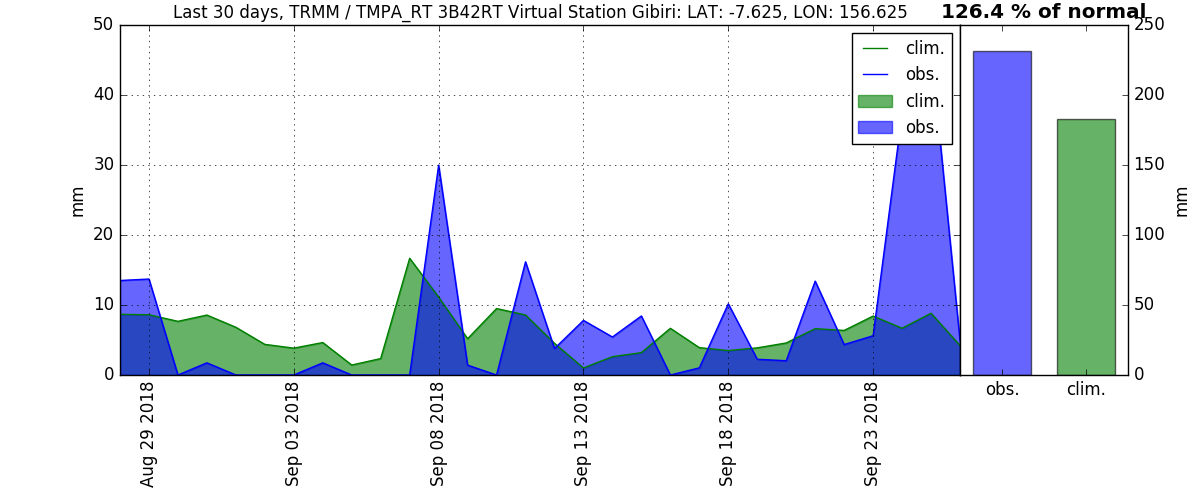 Last 30 days, TRMM / TMPA_RT 3B42RT Virtual Station Gibiri: LAT: -7.625, LON: 156.625
126.4 % of normal
50
40
30
20
10
0
mm
clim.
obs.
clim.
obs.
250
200
150
100
50
0
mm
Aug 29 2018
Sep 03 2018
Sep 08 2018
Sep 13 2018
Sep 18 2018
Sep 23 2018
obs.
clim.